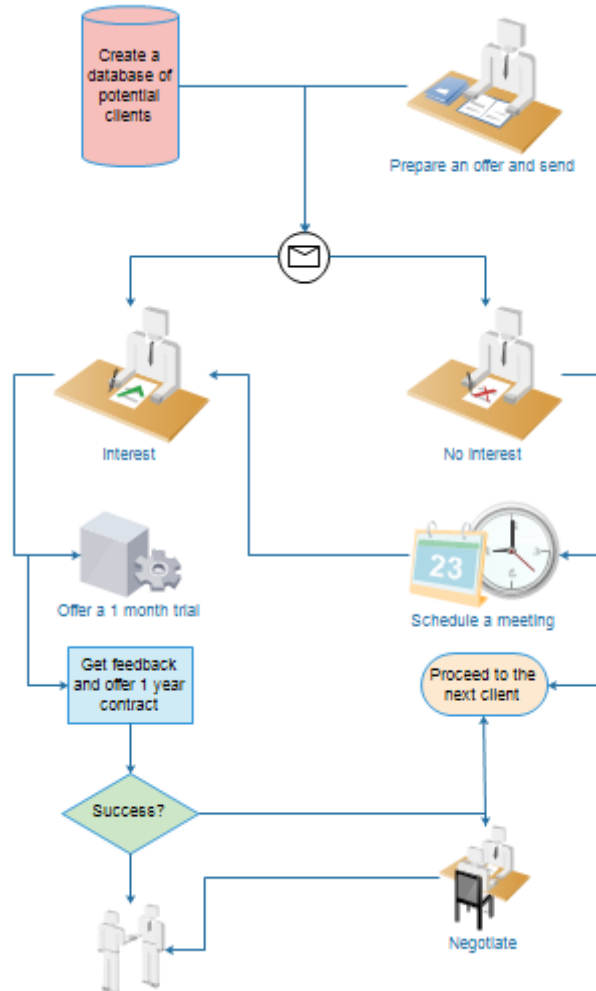 Create a
database of
potential
clients
Prepare an offer and send
Interest
No Interest
Offer a 1 month trial
23
Schedule a meeting
Get feedback
and offer 1 year
contract
Proceed to the
next client
Success?
Negotiate